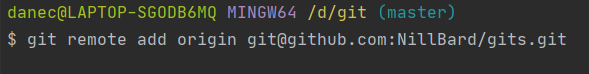 danec@LAPTOP-SGODB6MQ MINGW64 /d/git (master)
$ git remote add origin git@github.com:NillBard/gits.git